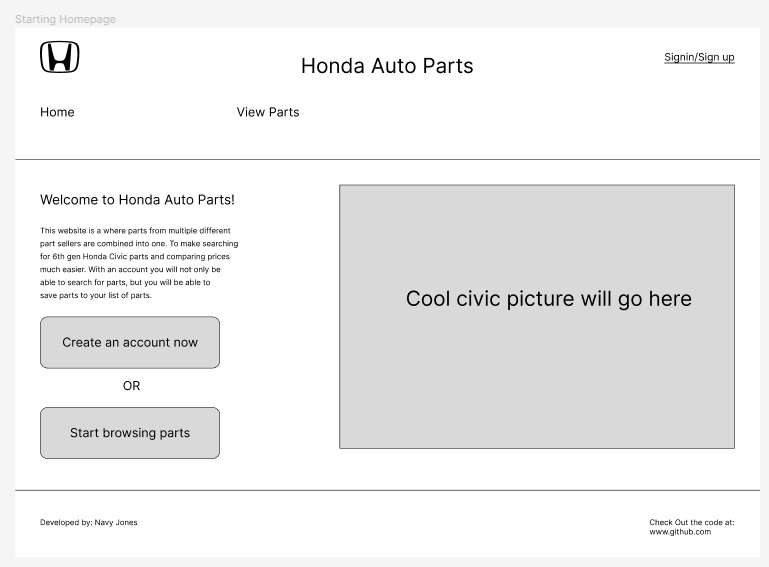 Starting Homepage
Honda Auto Parts
Signin/Sign up
Home
View Parts
Welcome to Honda Auto Parts!
This website is a where parts from multiple different
part sellers are combined into one. To make searching
for 6th gen Honda Civic parts and comparing prices
much easier. With an account you will not only be
able to search for parts, but you will be able to
save parts to your list of parts.
Create an account now
OR
Start browsing parts
Cool civic picture will go here
Developed by: Navy Jones
Check Out the code at:
www.github.com